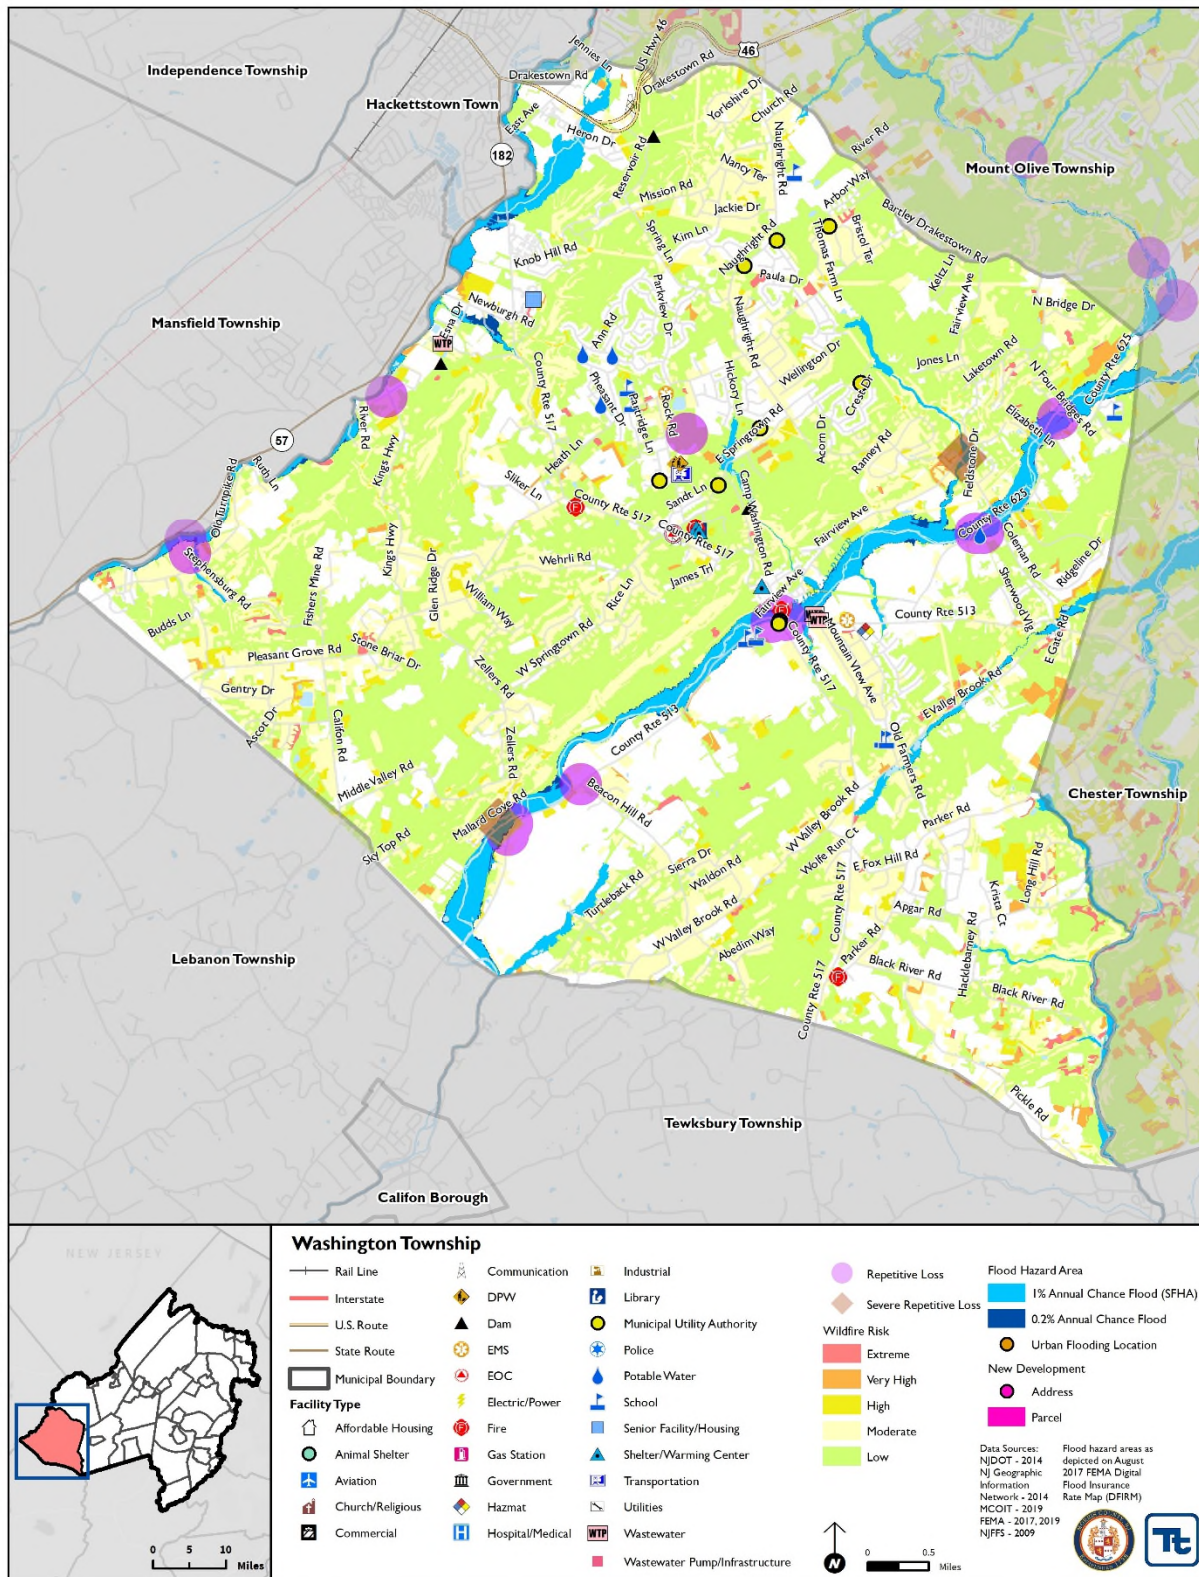 Independence Township
Hackettstown Town
Jennies Ln
Drakestown Rd
US Hwy 46
46
Drakestown Rd
Yorkshire Dr
Church Rd
East Ave
Heron Dr
182
Reservoir Rd
Nancy Ter
Naughright Rd
River Rd
Mount Olive Township
Mission Rd
Jackie Dr
Arbor Way
Bartley Drakestown Rd
Knob Hill Rd
Spring Ln
Kim Ln
Naughright Rd
Thomas Farm Ln
Bristol Ter
Keltz Ln
Fairview Ave
Paula Dr
N Bridge Dr
Mansfield Township
Newburgh Rd
Esna Dr
WTP
Ann Rd
Parkview Dr
Naughright Rd
Wellington Dr
Jones Ln
Laketown Rd
N Four Bridges Rd
County Rte 625
County Rte 517
Pheasant Dr
Partridge Ln
Rock Rd
Hickory Ln
E Springtown Rd
Crest Dr
Elizabeth Ln
57
River Rd
Kings Hwy
Acorn Dr
Ranney Rd
Fieldstone Dr
Ruth Ln
Old Turnpike Rd
Heath Ln
Sliker Ln
Sandt Ln
Camp Washington Rd
County Rte 517
County Rte 517
County Rte 625
Stephensburg Rd
Fishers Mine Rd
Kings Hwy
Glen Ridge Dr
Wehrli Rd
James Trl
Fairview Ave
Coleman Rd
Ridgeline Dr
Budds Ln
William Way
Rice Ln
Fairview Ave
Sherwood Vlg
Pleasant Grove Rd
Stone Briar Dr
W Springtown Rd
WTP
County Rte 513
E Gate Rd
Gentry Dr
Zellers Rd
County Rte 517
Mountain View Ave
E Valley Brook Rd
Ascot Dr
Califon Rd
Zellers Rd
County Rte 513
Old Farmers Rd
Middle Valley Rd
Mallard Cove Rd
Beacon Hill Rd
Chester Township
Sky Top Rd
Sierra Dr
Waldon Rd
W Valley Brook Rd
Wolfe Run Ct
Parker Rd
E Fox Hill Rd
Long Hill Rd
Turtleback Rd
W Valley Brook Rd
County Rte 517
Apgar Rd
Krista Ct
Lebanon Township
Abedim Way
Parker Rd
Hacklebarney Rd
Black River Rd
Black River Rd
County Rte 517
Pickle Rd
Tewksbury Township
Califon Borough
NEW JERSEY
0 5 10
Miles
Washington Township
Rail Line
Interstate
U.S. Route
State Route
Municipal Boundary
Facility Type
Affordable Housing
Animal Shelter
Aviation
Church/Religious
Commercial
Communication
DPW
Dam
EMS
EOC
Electric/Power
Fire
Gas Station
Government
Hazmat
Hospital/Medical
Industrial
Library
Municipal Utility Authority
Police
Potable Water
School
Senior Facility/Housing
Shelter/Warming Center
Transportation
Utilities
WTP Wastewater
Wastewater Pump/Infrastructure
Repetitive Loss
Severe Repetitive Loss
Wildfire Risk
Extreme
Very High
High
Moderate
Low
N
0 0.5
Miles
Flood Hazard Area
1% Annual Chance Flood (SFHA)
0.2% Annual Chance Flood
Urban Flooding Location
New Development
Address
Parcel
Data Sources:
NJDOT - 2014
NJ Geographic
Information
Network - 2014
MCOIT - 2019
FEMA - 2017, 2019
NJFFS - 2009
Flood hazard areas as
depicted on August
2017 FEMA Digital
Flood Insurance
Rate Map (DFIRM)
Tt